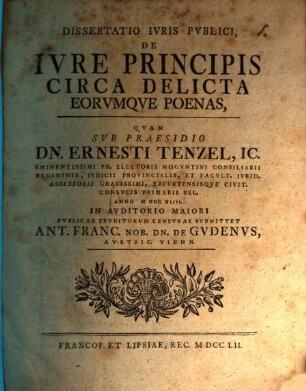 DISSERTATIO IVRIS PVBLICI,
DE
IVRE PRINCIPIS
CIRCA DELICTA
EORVMQVE POENAS,
QVAM
SVB PRAESIDIO
DN. ERNESTI TENZEL, IC.
EMINENTISSIMI PR. ELECTORIS MOGVNTINI CONSILIARII
REGIMINIS, IVDICII PROVINCIALIS, ET FACVLT. IVRID.
ASSESSORIS GRAVISSIMI, ERFVRTENSISQVE CIVIT.
CONSVLIS PRIMARII REL.
ANNO M DCC VIIII.
IN AVDITORIO MAIORI
PVBLICAE ERVDITORVM CENSVRAE SVBMITTET
ANT. FRANC. NOB. DN. DE GVDENVS,
AVSTRIC. VIENN.
FRANCOF. ET LIPSIAE, REC. M DCC LII.